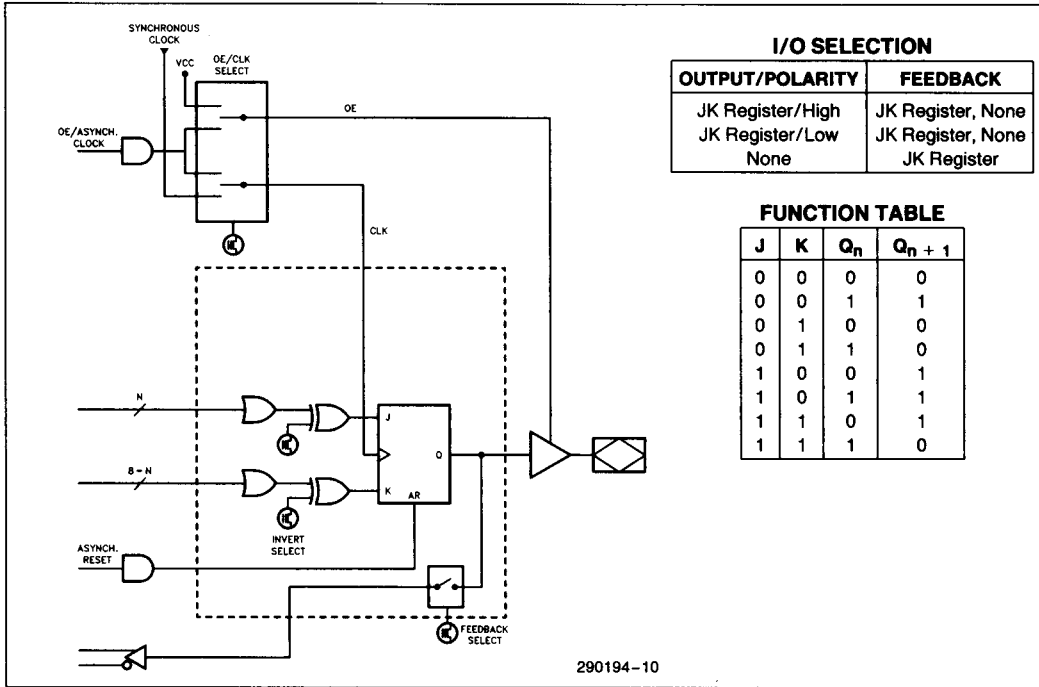 SYNCHRONOUS
CLOCK
VCC
OE/CLK
SELECT
OE/ASYNCH.
CLOCK
OE
CLK
N
J
Q
8-N
K
AR
INVERT
SELECT
ASYNCH.
RESET
FEEDBACK
SELECT
290194-10
I/O SELECTION
OUTPUT/POLARITY FEEDBACK
JK Register/High JK Register, None
JK Register/Low JK Register, None
None JK Register
FUNCTION TABLE
J K Qn Qn + 1
0 0 0 0
0 0 1 1
0 1 0 0
0 1 1 0
1 0 0 1
1 0 1 1
1 1 0 1
1 1 1 0